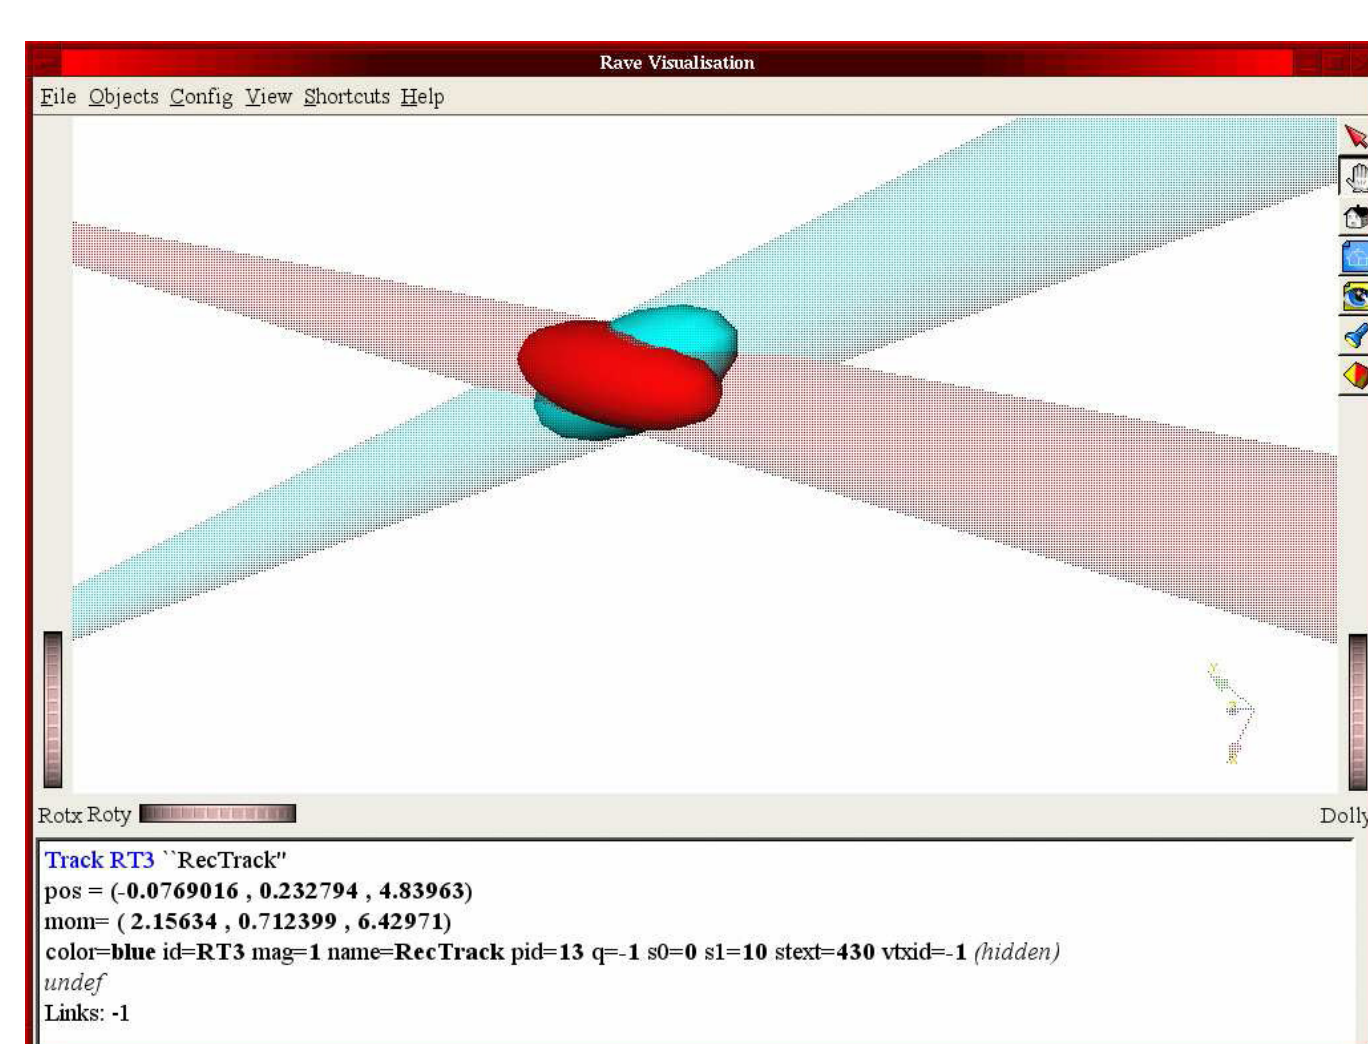 Rave Visualisation
File Objects Config View Shortcuts Help
Y
X
Rotx Roty
Dolly
Track RT3 ``RecTrack"
pos = (-0.0769016 , 0.232794 , 4.83963)
mom= ( 2.15634 , 0.712399 , 6.42971)
color=blue id=RT3 mag=1 name=RecTrack pid=13 q=-1 s0=0 s1=10 stext=430 vtxid=-1 (hidden)
undef
Links: -1